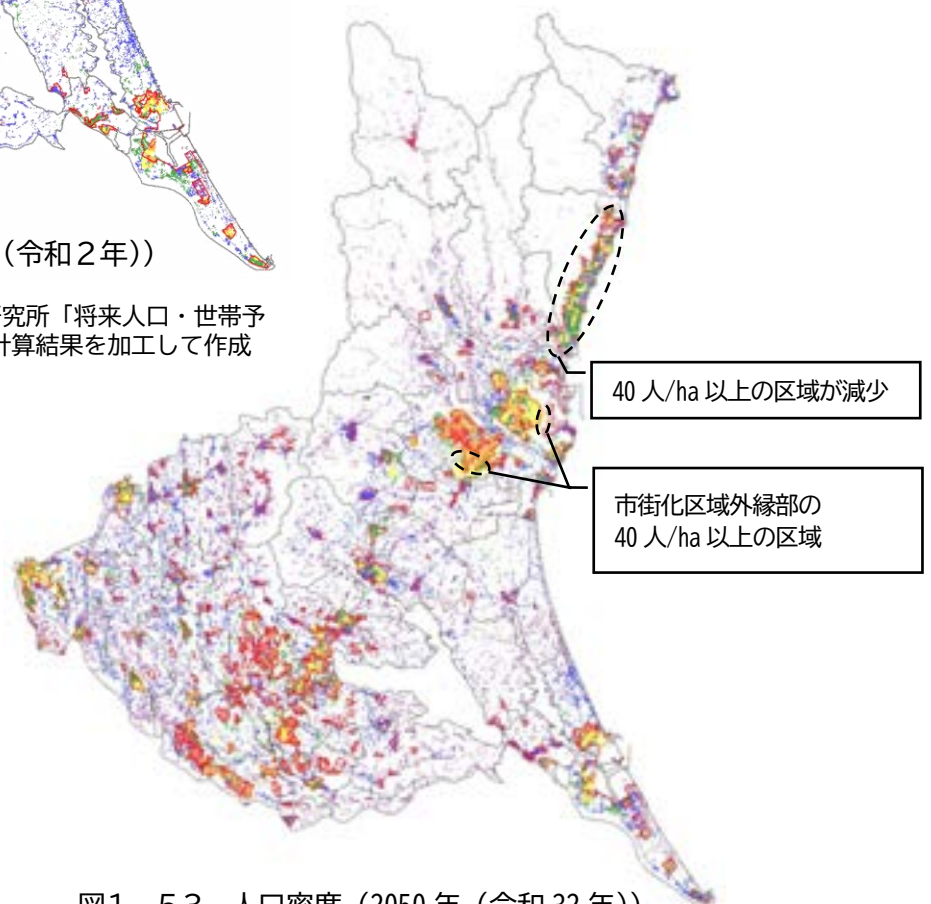 (令和2年))
究所「将来人口・世帯予
計算結果を加工して作成
40 人/ha 以上の区域が減少
市街化区域外縁部の
40 人/ha 以上の区域
図1-53 人口密度(2050 年(令和 32 年))